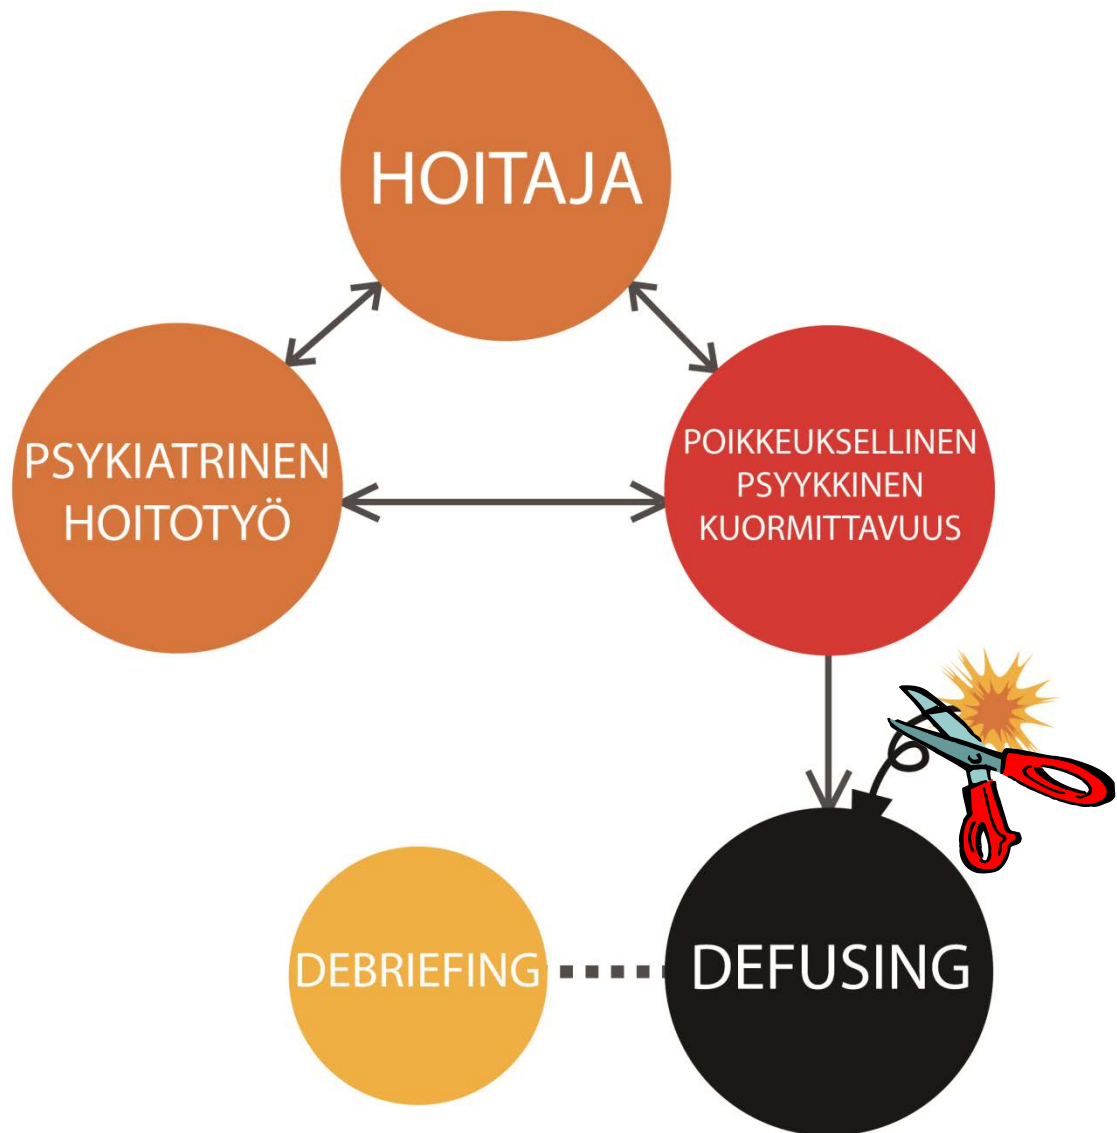 HOITAJA
PSYKIATRINEN
HOITOTYÖ
POIKKEUKSELLINEN
PSYYKKINEN
KUORMITTAVUUS
DEBRIEFING
DEFUSING